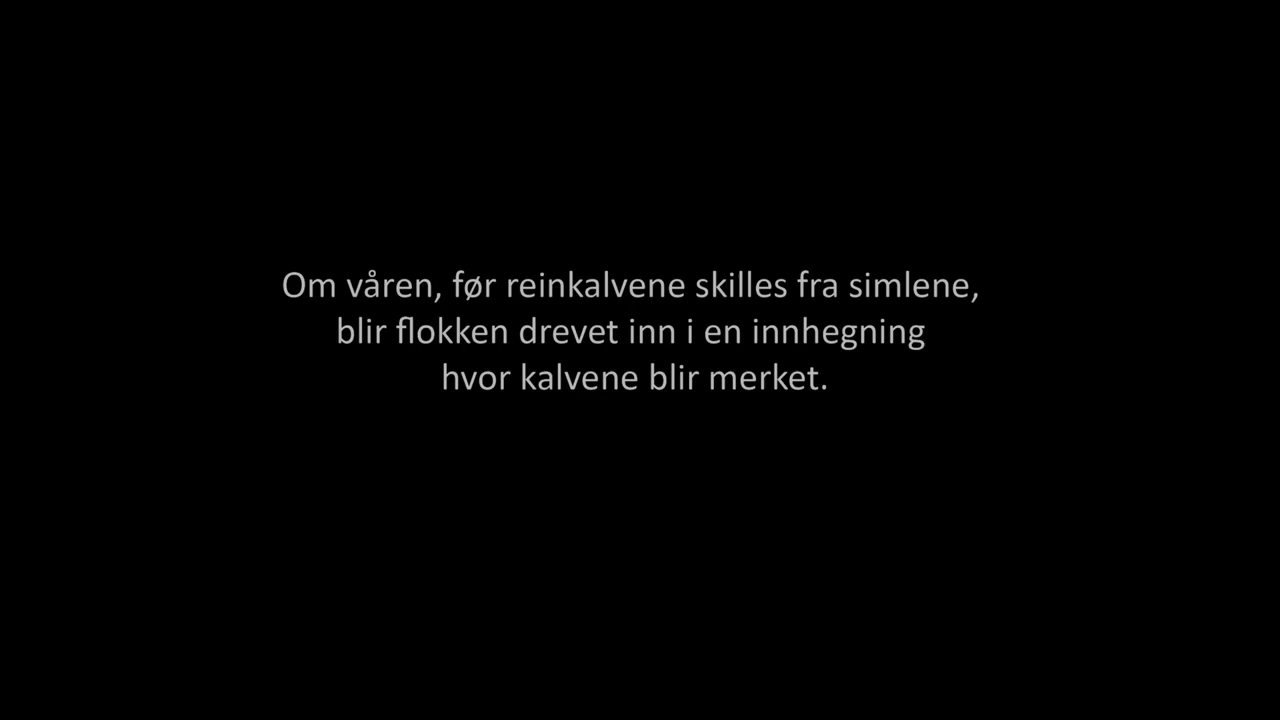 Om våren, før reinkalvene skilles fra simlene,
blir flokken drevet inn i en innhegning
hvor kalvene blir merket.